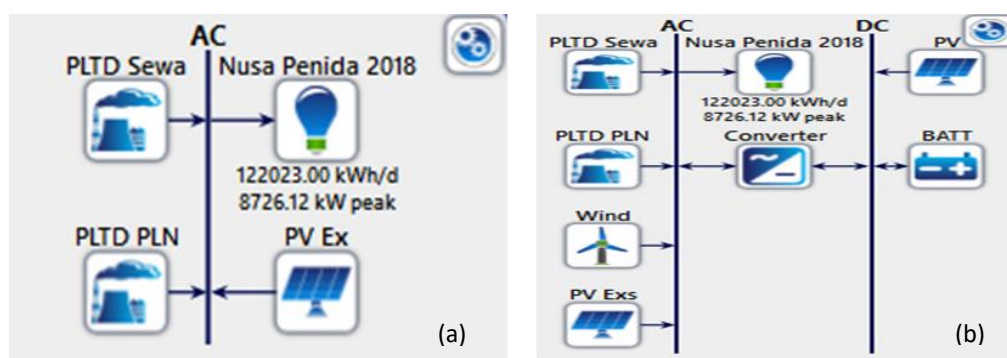 AC
PLTD Sewa Nusa Penida 2018
122023.00 kWh/d
8726.12 kW peak
PLTD PLN PV Ex
(a)
AC DC
PLTD Sewa Nusa Penida 2018 PV
122023.00 kWh/d
8726.12 kW peak
PLTD PLN Converter BATT
Wind
PV Exs
(b)